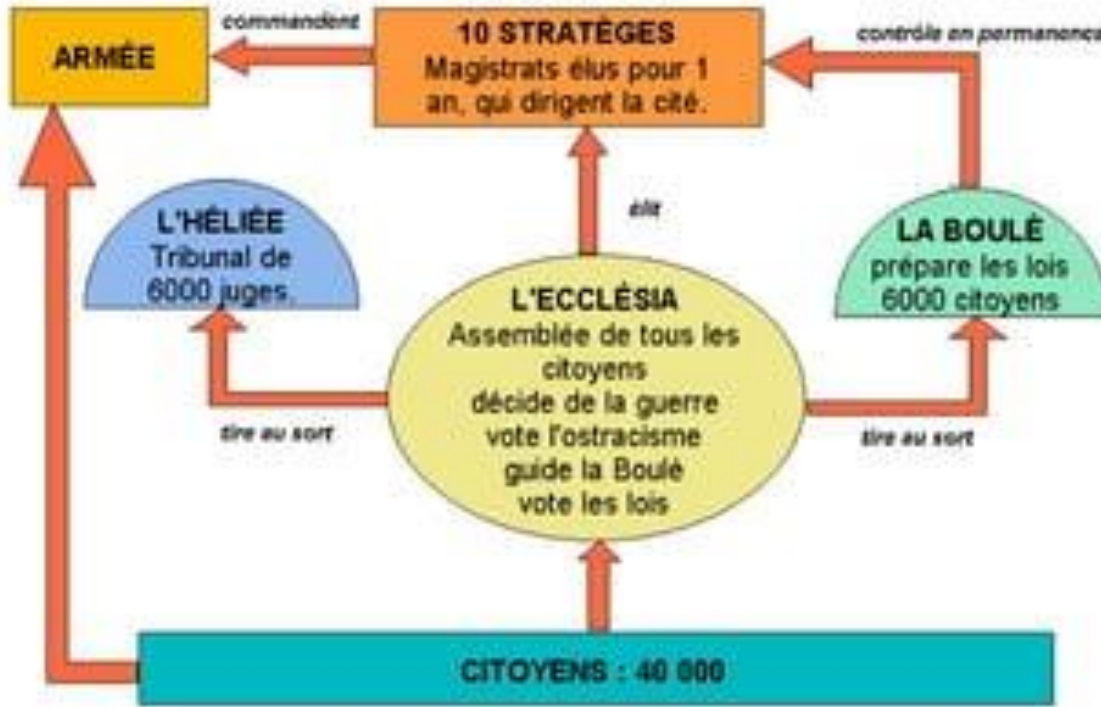 commandent
ARMÉE
10 STRATÈGES
Magistrats élus pour 1
an, qui dirigent la cité.
contrôle en permanence
L'HÉLIÉE
Tribunal de
6000 juges.
élit
LA BOULÈ
prépare les lois
6000 citoyens
L'ECCLÉSIA
Assemblée de tous les
citoyens
décide de la guerre
vote l'ostracisme
guide la Boulè
vote les lois
tire au sort
tire au sort
CITOYENS : 40 000